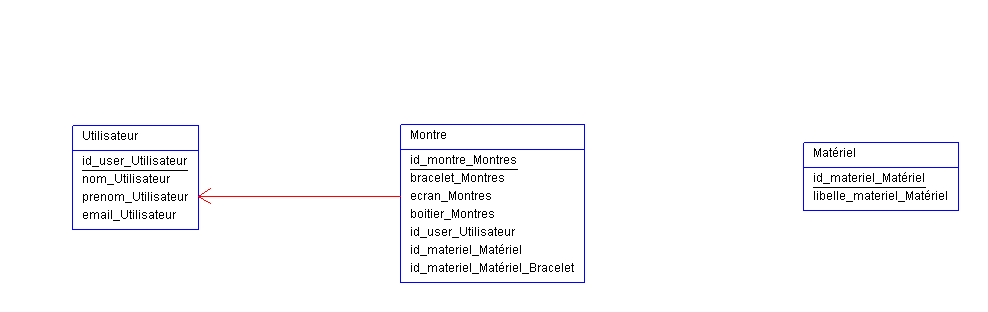 Utilisateur
id_user_Utilisateur
nom_Utilisateur
prenom_Utilisateur
email_Utilisateur
Montre
id_montre_Montres
bracelet_Montres
ecran_Montres
boitier_Montres
id_user_Utilisateur
id_materiel_Matériel
id_materiel_Matériel_Bracelet
Matériel
id_materiel_Matériel
libelle_materiel_Matériel